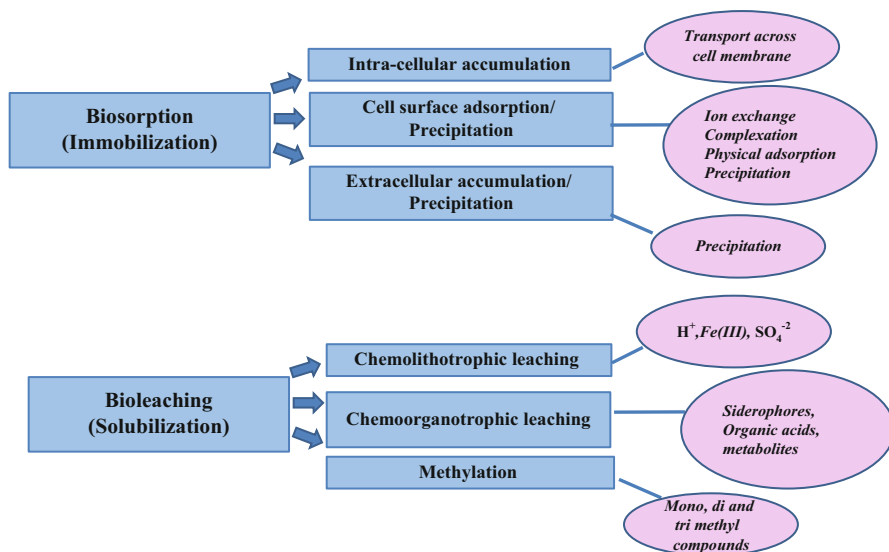 Transport across
cell membrane
Intra-cellular accumulation
Biosorption
(Immobilization)
Cell surface adsorption/
Precipitation
Ion exchange
Complexation
Physical adsorption
Precipitation
Extracellular accumulation/
Precipitation
Precipitation
H⁺,Fe(III), SO₄⁻²
Chemolithotrophic leaching
Bioleaching
(Solubilization)
Chemoorganotrophic leaching
Siderophores,
Organic acids,
metabolites
Methylation
Mono, di and
tri methyl
compounds